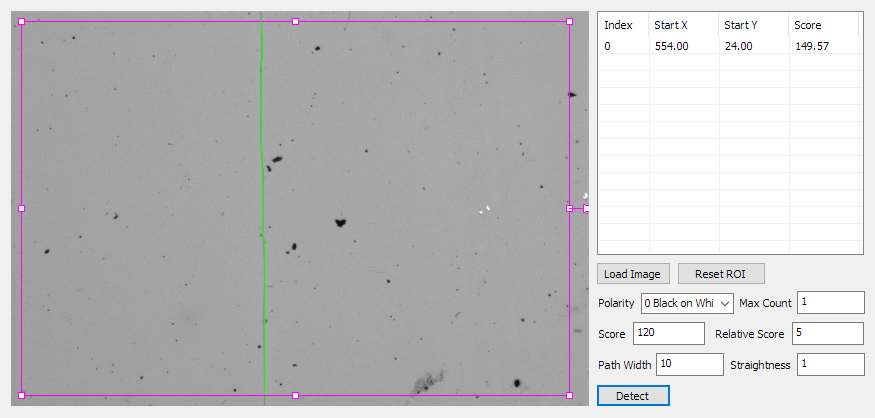 Index Start X Start Y Score
0 554.00 24.00 149.57
Load Image Reset ROI
Polarity 0 Black on Whi Max Count 1
Score 120 Relative Score 5
Path Width 10 Straightness 1
Detect